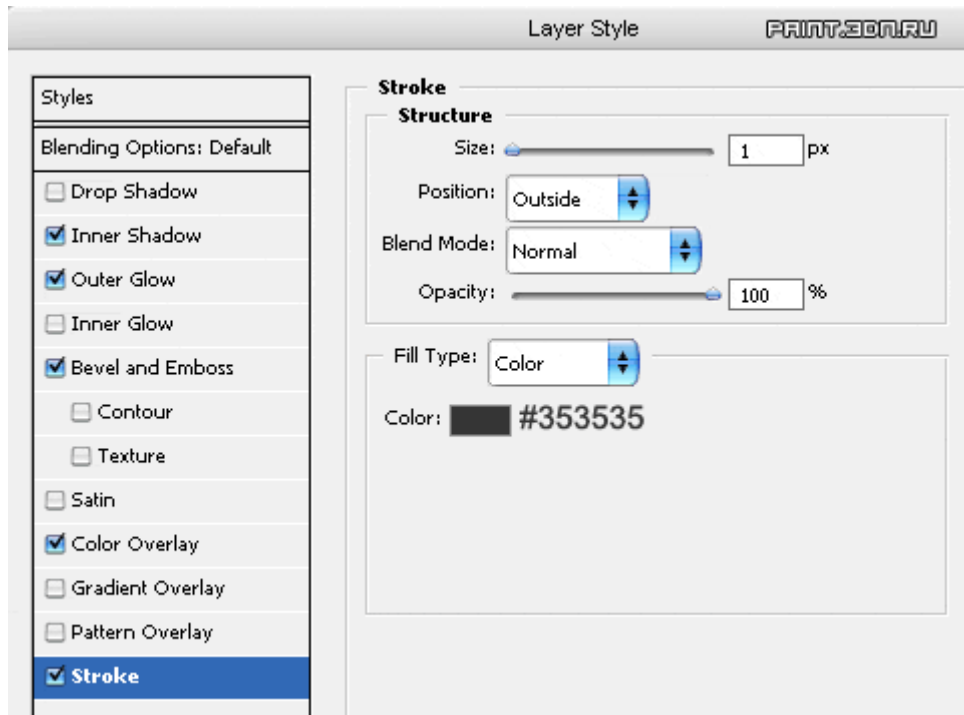 Layer Style
PRINT.3DN.RU
Styles
Blending Options: Default
Drop Shadow
Inner Shadow
Outer Glow
Inner Glow
Bevel and Emboss
Contour
Texture
Satin
Color Overlay
Gradient Overlay
Pattern Overlay
Stroke
Stroke
Structure
Size: 1 px
Position: Outside
Blend Mode: Normal
Opacity: 100 %
Fill Type: Color
Color: #353535